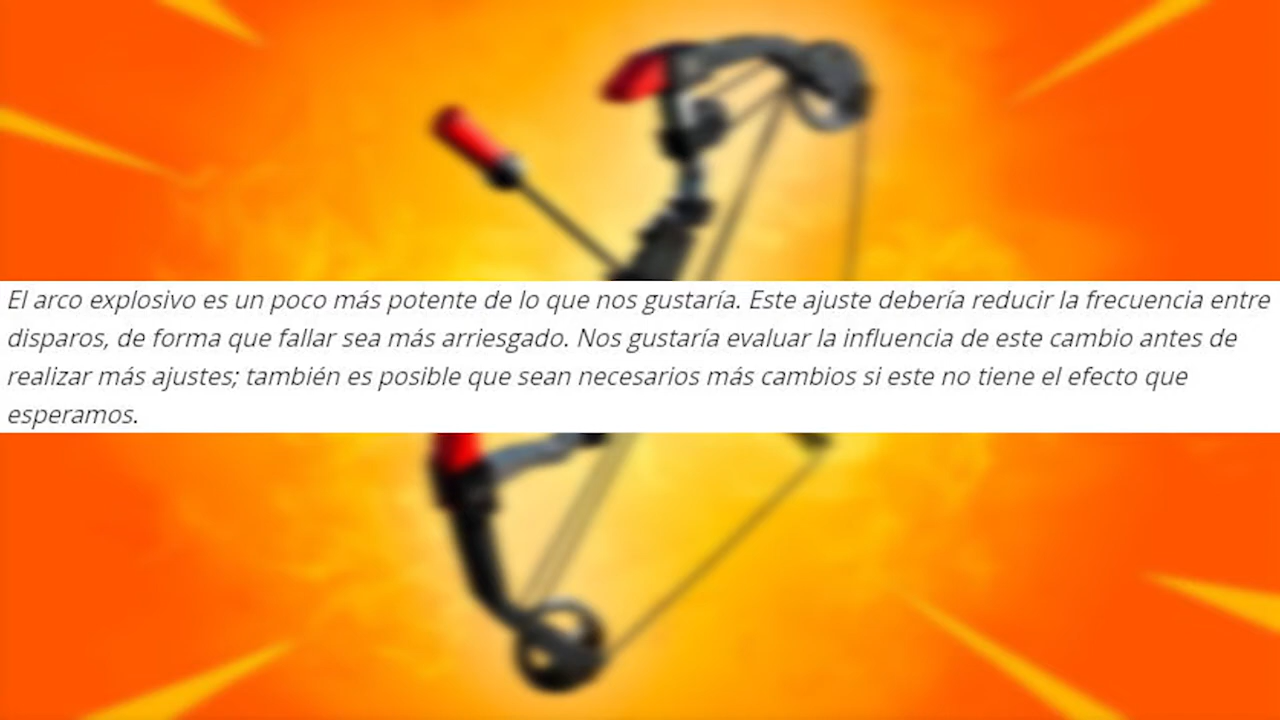 El arco explosivo es un poco más potente de lo que nos gustaría. Este ajuste debería reducir la frecuencia entre
disparos, de forma que fallar sea más arriesgado. Nos gustaría evaluar la influencia de este cambio antes de
realizar más ajustes; también es posible que sean necesarios más cambios si este no tiene el efecto que
esperamos.